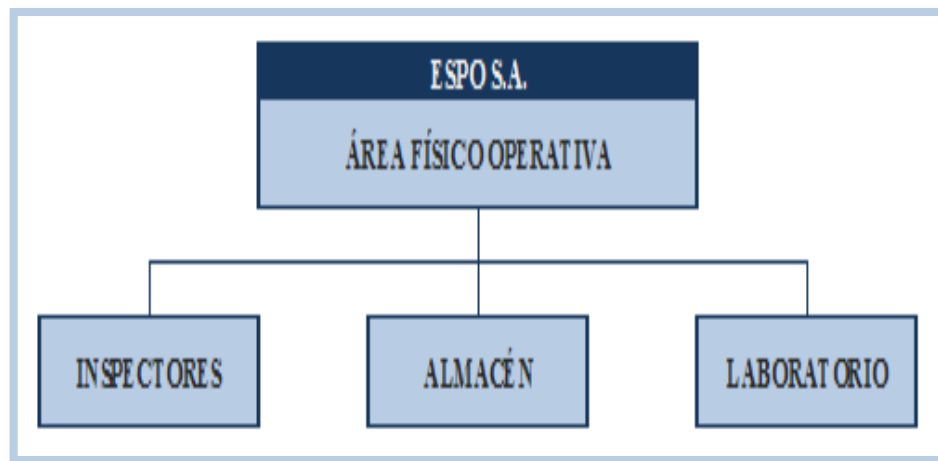 ESPO S.A.
ÁREA FÍSICO OPERATIVA
INSPECTORES
ALMACÉN
LABORATORIO